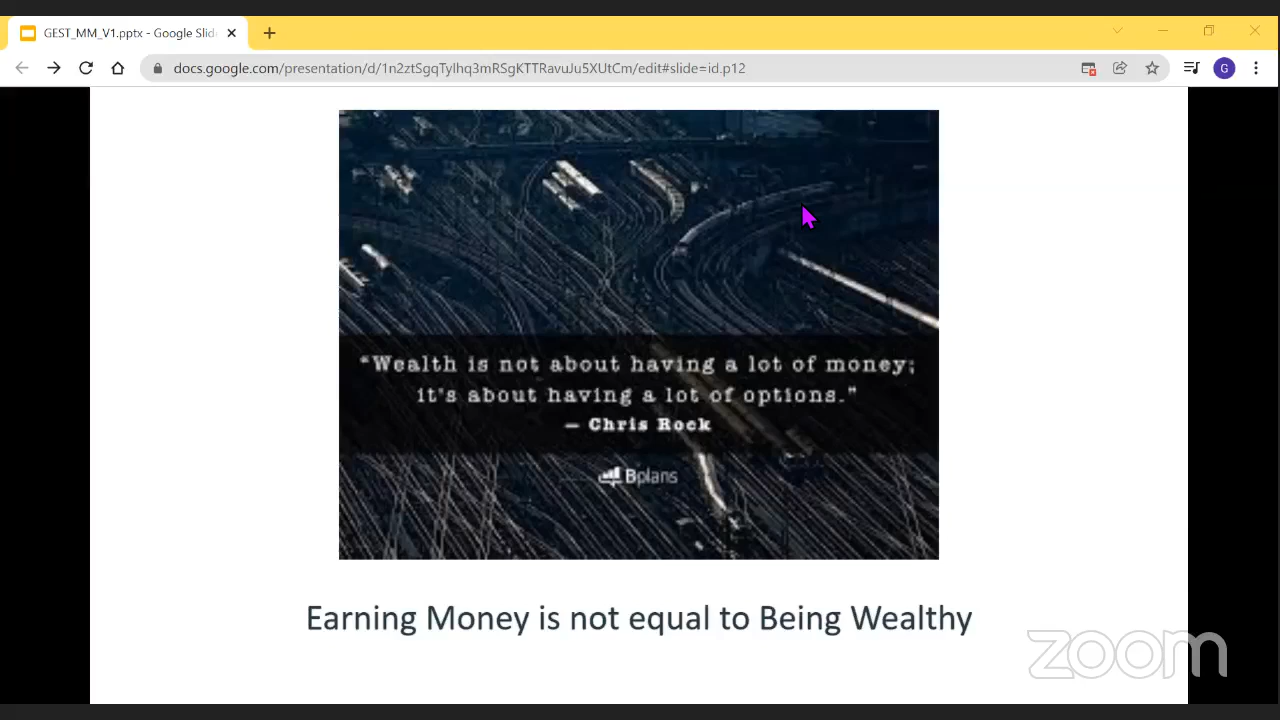 GEST_MM_V1.pptx - Google Slid
docs.google.com/presentation/d/1n2ztSgqTylhq3mRSgKTTRavuJu5XUtCm/edit#slide=id.p12
G
“Wealth is not about having a lot of money;
it's about having a lot of options.”
— Chris Rock
Bplans
Earning Money is not equal to Being Wealthy
zoom